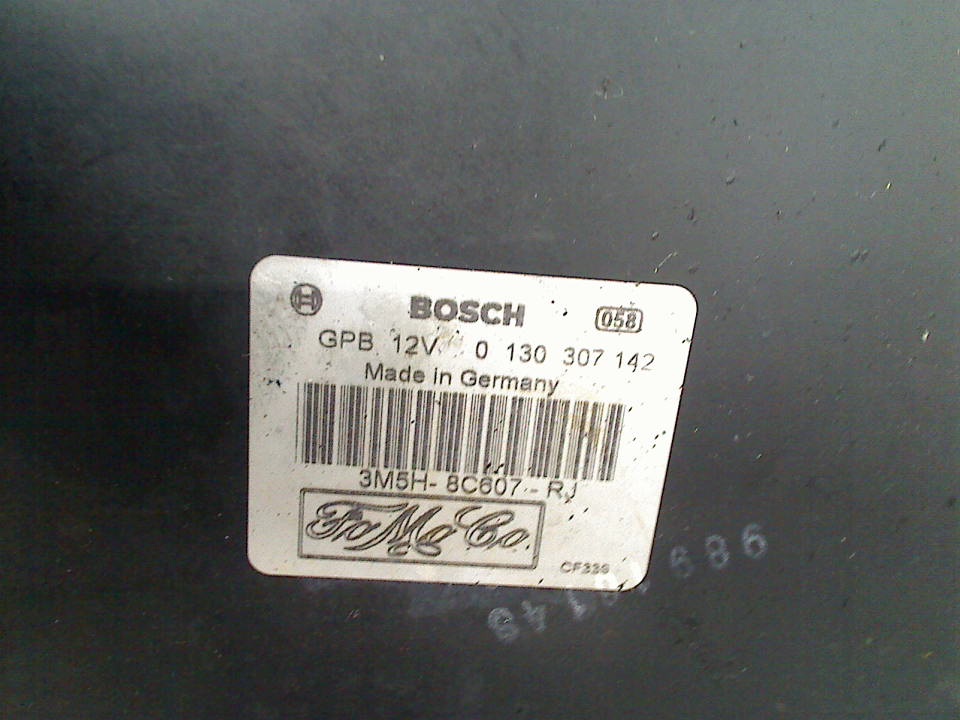 BOSCH 058
GPB 12V 0 130 307 142
Made in Germany
3M5H- 8C607 - RJ
FoMoCo